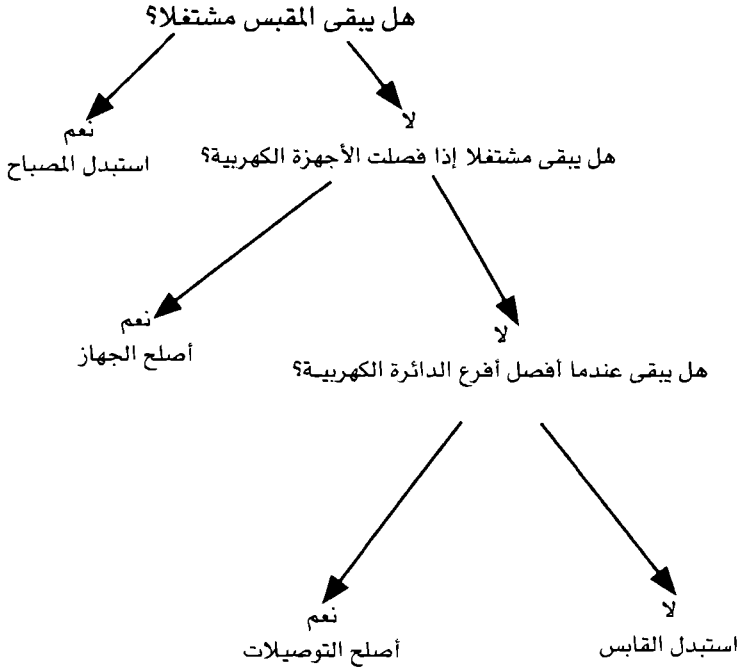 هل يبقى المقبس مشتغلا؟
نعم
استبدل المصباح
لا
هل يبقى مشتغلا إذا فصلت الأجهزة الكهربية؟
نعم
أصلح الجهاز
لا
هل يبقى عندما أفصل أفرع الدائرة الكهربية؟
نعم
أصلح التوصيلات
لا
استبدل القابس